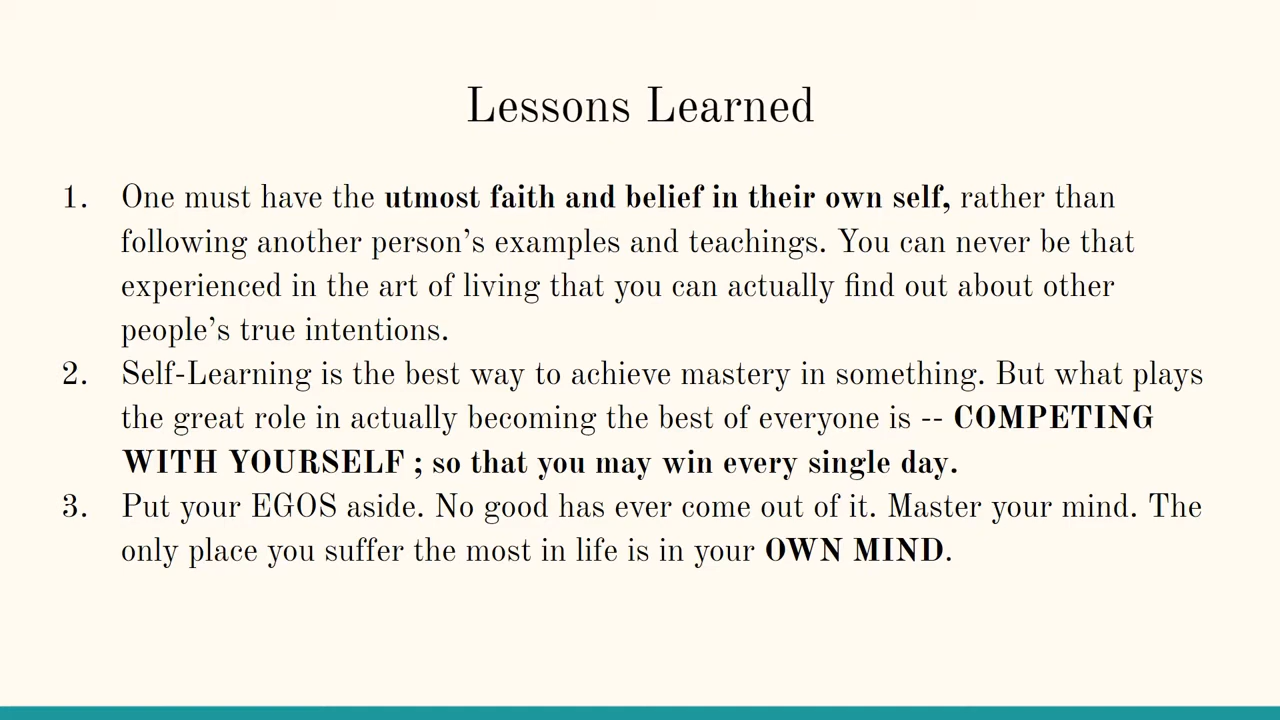 Lessons Learned
1. One must have the utmost faith and belief in their own self, rather than
following another person's examples and teachings. You can never be that
experienced in the art of living that you can actually find out about other
people's true intentions.
2. Self-Learning is the best way to achieve mastery in something. But what plays
the great role in actually becoming the best of everyone is -- COMPETING
WITH YOURSELF ; so that you may win every single day.
3. Put your EGOS aside. No good has ever come out of it. Master your mind. The
only place you suffer the most in life is in your OWN MIND.